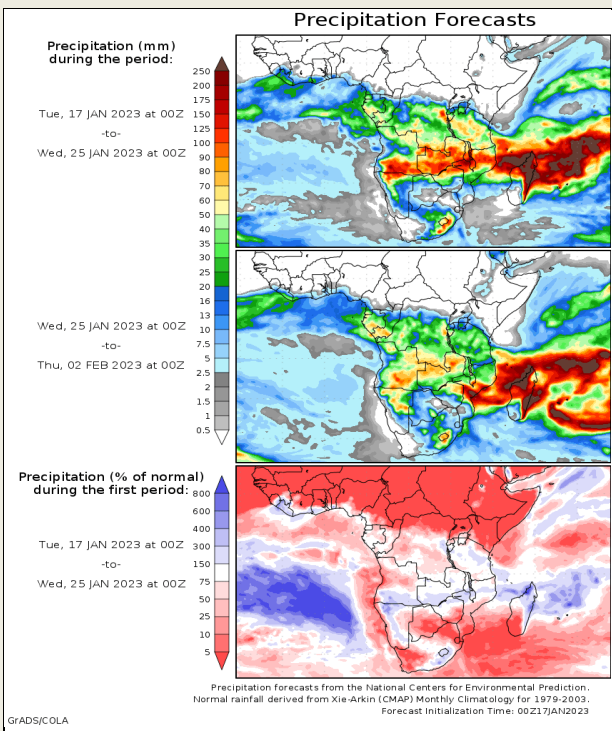 Precipitation Forecasts
Precipitation (mm)
during the period:
250
200
175
150
125
100
90
80
70
60
50
40
35
30
25
20
16
13
10
7.5
5
2.5
2
1.5
1
0.5
Tue, 17 JAN 2023 at 00Z
-to-
Wed, 25 JAN 2023 at 00Z
Wed, 25 JAN 2023 at 00Z
-to-
Thu, 02 FEB 2023 at 00Z
Precipitation (% of normal)
during the first period:
800
600
400
300
150
75
50
25
10
5
Tue, 17 JAN 2023 at 00Z
-to-
Wed, 25 JAN 2023 at 00Z
Precipitation forecasts from the National Centers for Environmental Prediction.
Normal rainfall derived from Xie-Arkin (CMAP) Monthly Climatology for 1979-2003.
Forecast Initialization Time: 00Z17JAN2023
GrADS/COLA